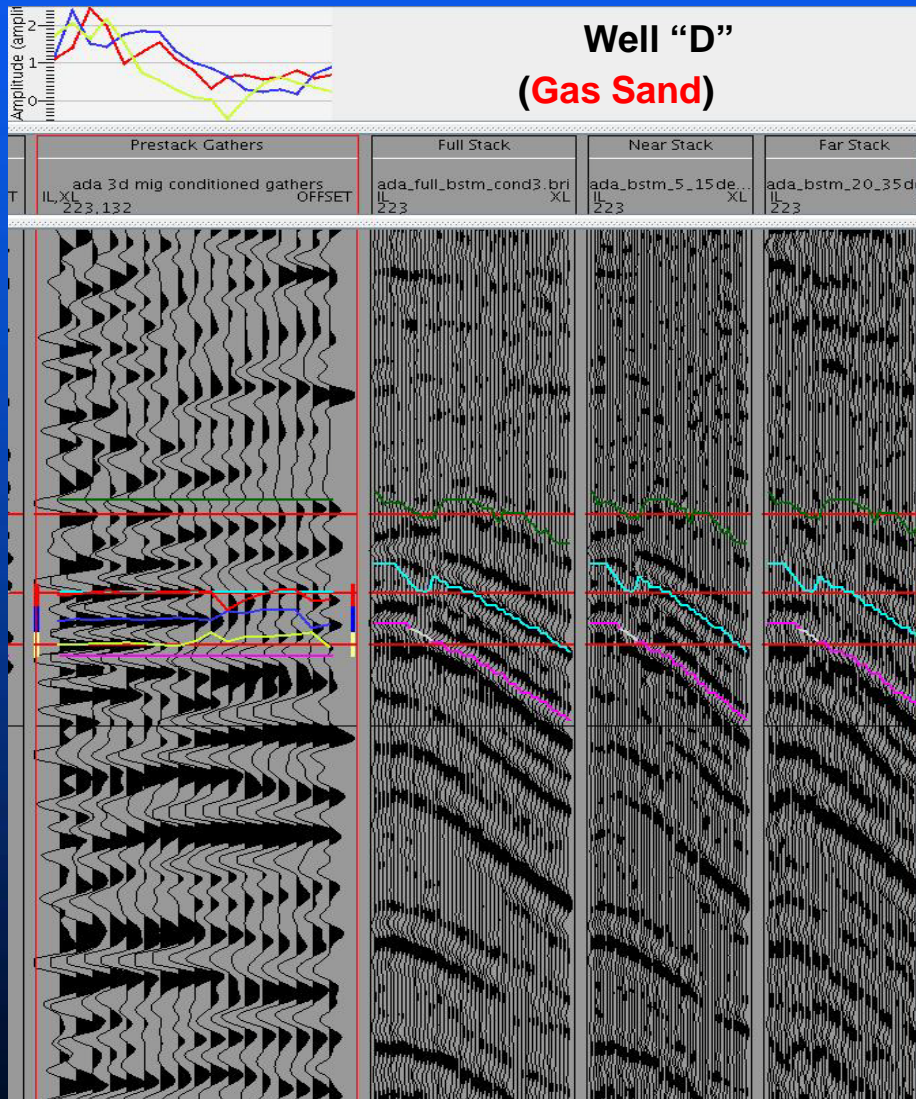 Well “D”
(Gas Sand)
Amplitude (amplit
2
1
0
Prestack Gathers
Full Stack
Near Stack
Far Stack
T
ada 3d mig conditioned gathers
IL,XL
OFFSET
223,132
ada_full_bstm_cond3.bri
IL
XL
223
ada_bstm_5_15de...
IL
XL
223
ada_bstm_20_35d
IL
223